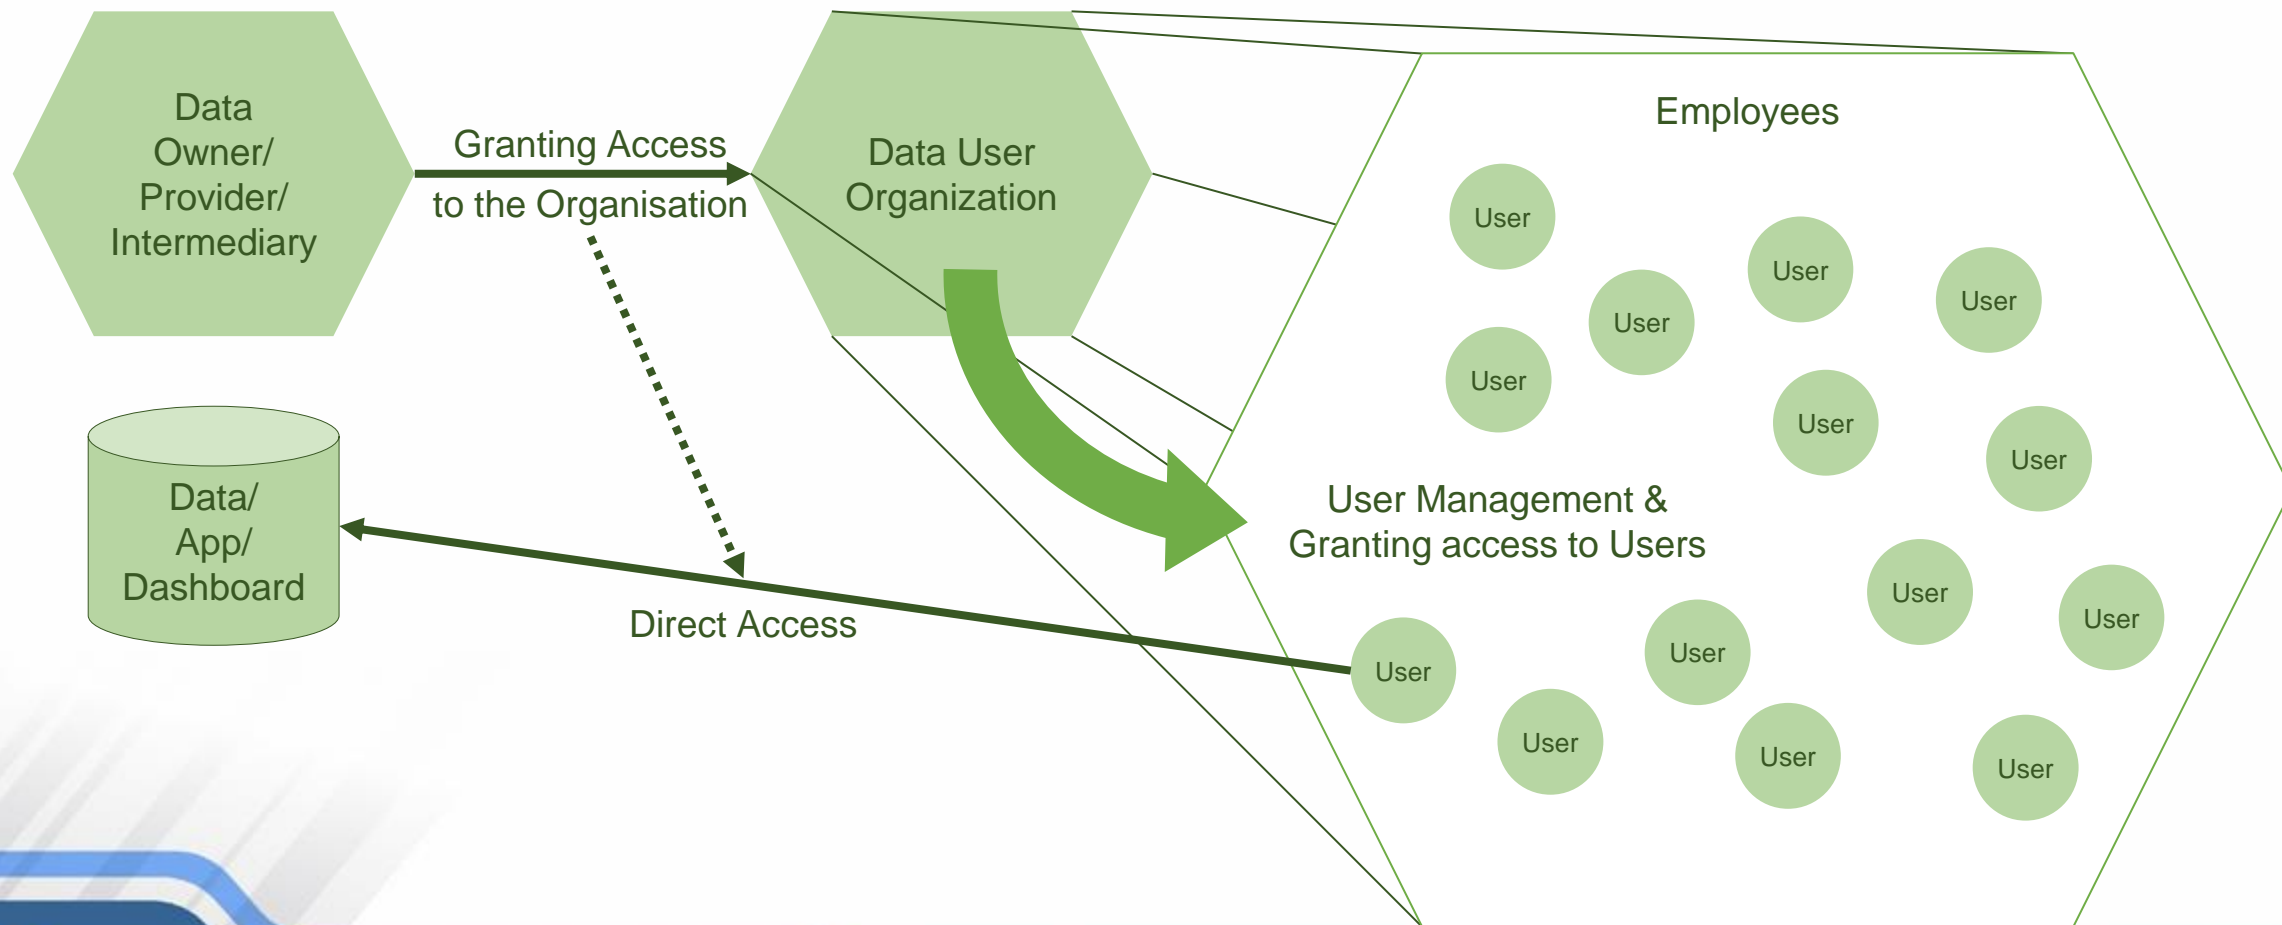 Data
Owner/
Provider/
Intermediary
Granting Access
to the Organisation
Data User
Organization
Employees
User
User
User
User
User
User
User
User Management &
Granting access to Users
Data/
App/
Dashboard
Direct Access
User
User
User
User
User
User
User
User